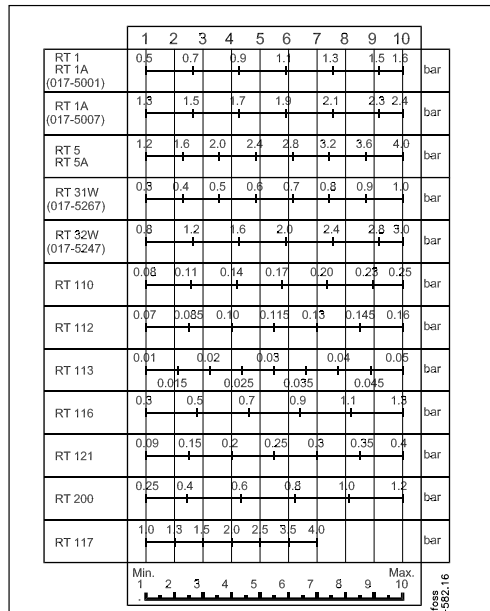 1 2 3 4 5 6 7 8 9 10
RT 1
RT 1A
(017-5001)
0.5 0.7 0.9 1.1 1.3 1.5 1.6
bar
RT 1A
(017-5007)
1.3 1.5 1.7 1.9 2.1 2.3 2.4
bar
RT 5
RT 5A
1.2 1.6 2.0 2.4 2.8 3.2 3.6 4.0
bar
RT 31W
(017-5267)
0.3 0.4 0.5 0.6 0.7 0.8 0.9 1.0
bar
RT 32W
(017-5247)
0.8 1.2 1.6 2.0 2.4 2.8 3.0
bar
RT 110
0.08 0.11 0.14 0.17 0.20 0.23 0.25
bar
RT 112
0.07 0.085 0.10 0.115 0.13 0.145 0.16
bar
RT 113
0.01 0.02 0.03 0.04 0.05
0.015 0.025 0.035 0.045
bar
RT 116
0.3 0.5 0.7 0.9 1.1 1.3
bar
RT 121
0.09 0.15 0.2 0.25 0.3 0.35 0.4
bar
RT 200
0.25 0.4 0.6 0.8 1.0 1.2
bar
RT 117
1.0 1.3 1.5 2.0 2.5 3.5 4.0
bar
Min. Max.
1 2 3 4 5 6 7 8 9 10
foss
-582.16